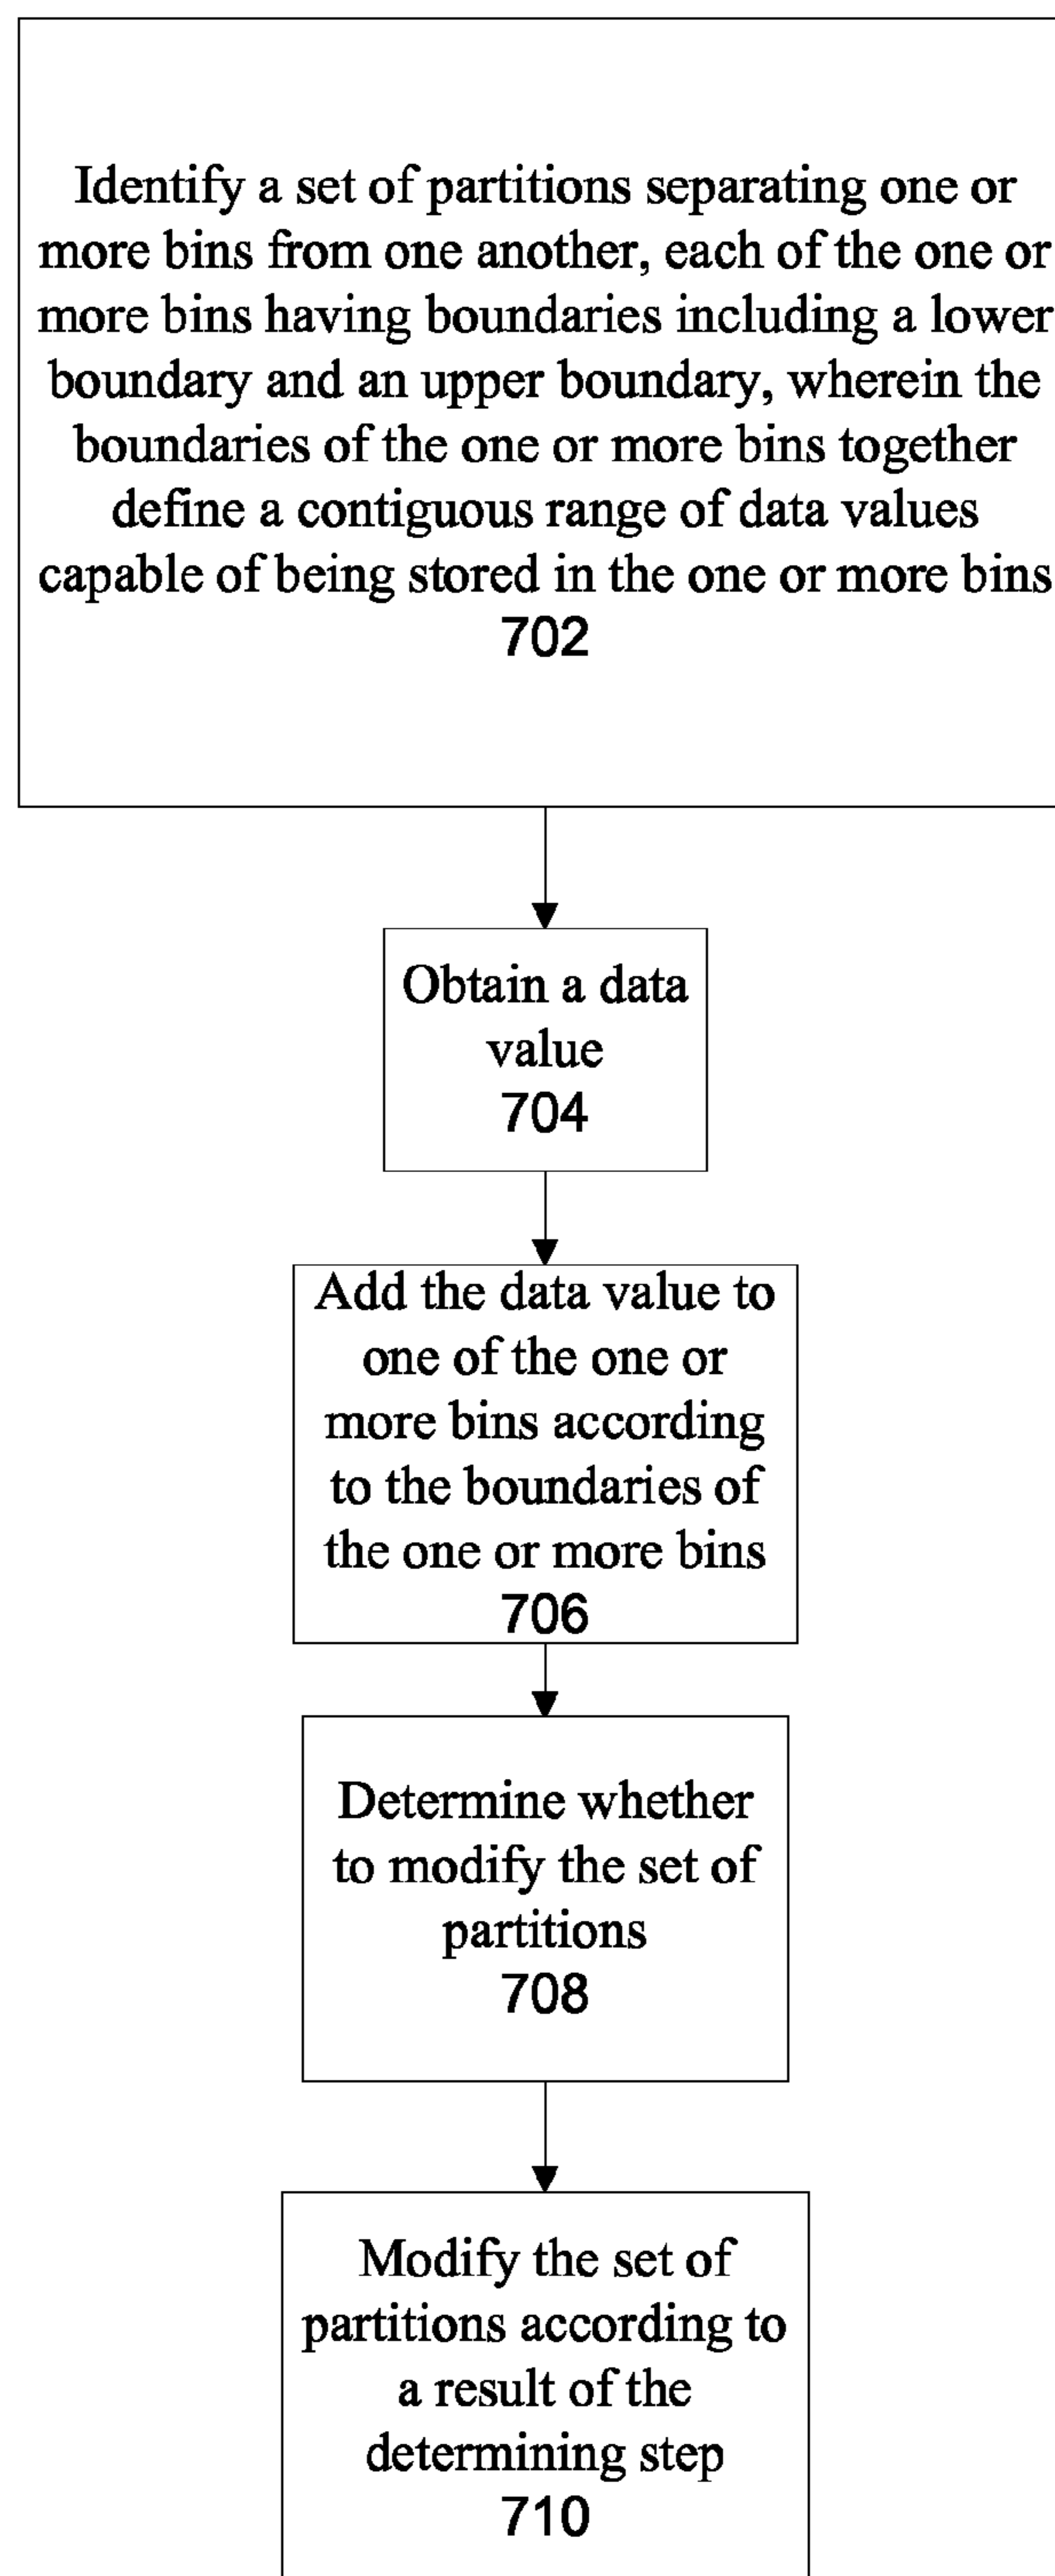 Identify a set of partitions separating one or
more bins from one another, each of the one or
more bins having boundaries including a lower
boundary and an upper boundary, wherein the
boundaries of the one or more bins together
define a contiguous range of data values
capable of being stored in the one or more bins
702
Obtain a data
value
704
Add the data value to
one of the one or
more bins according
to the boundaries of
the one or more bins
706
Determine whether
to modify the set of
partitions
708
Modify the set of
partitions according to
a result of the
determining step
710